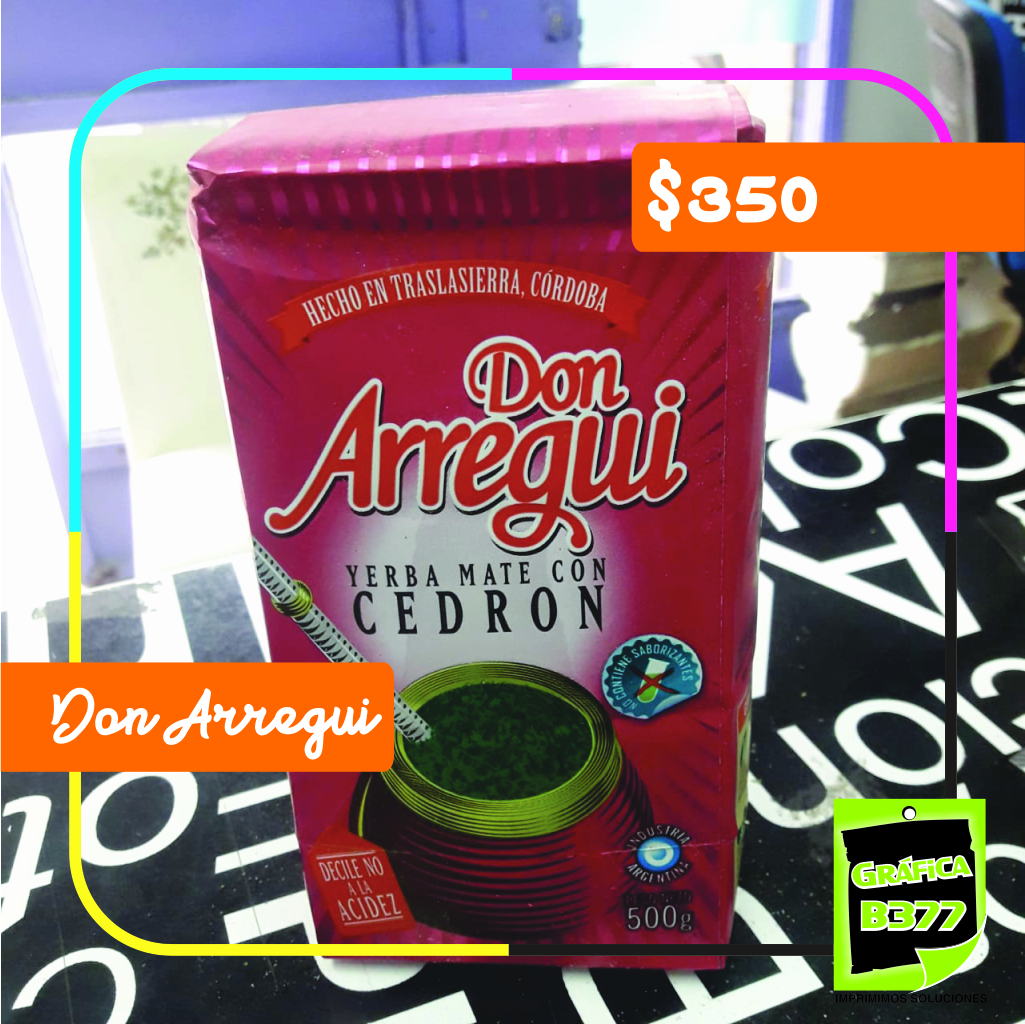 $350
HECHO EN TRASLASIERRA, CÓRDOBA
Don
Arregui
YERBA MATE CON
CEDRON
NO CONTIENE SABORIZANTES
Don Arregui
INDUSTRIA
ARGENTINA
DECILE NO
A LA
ACIDEZ
500g
GRÁFiCA
B377
IMPRIMIMOS SOLUCIONES